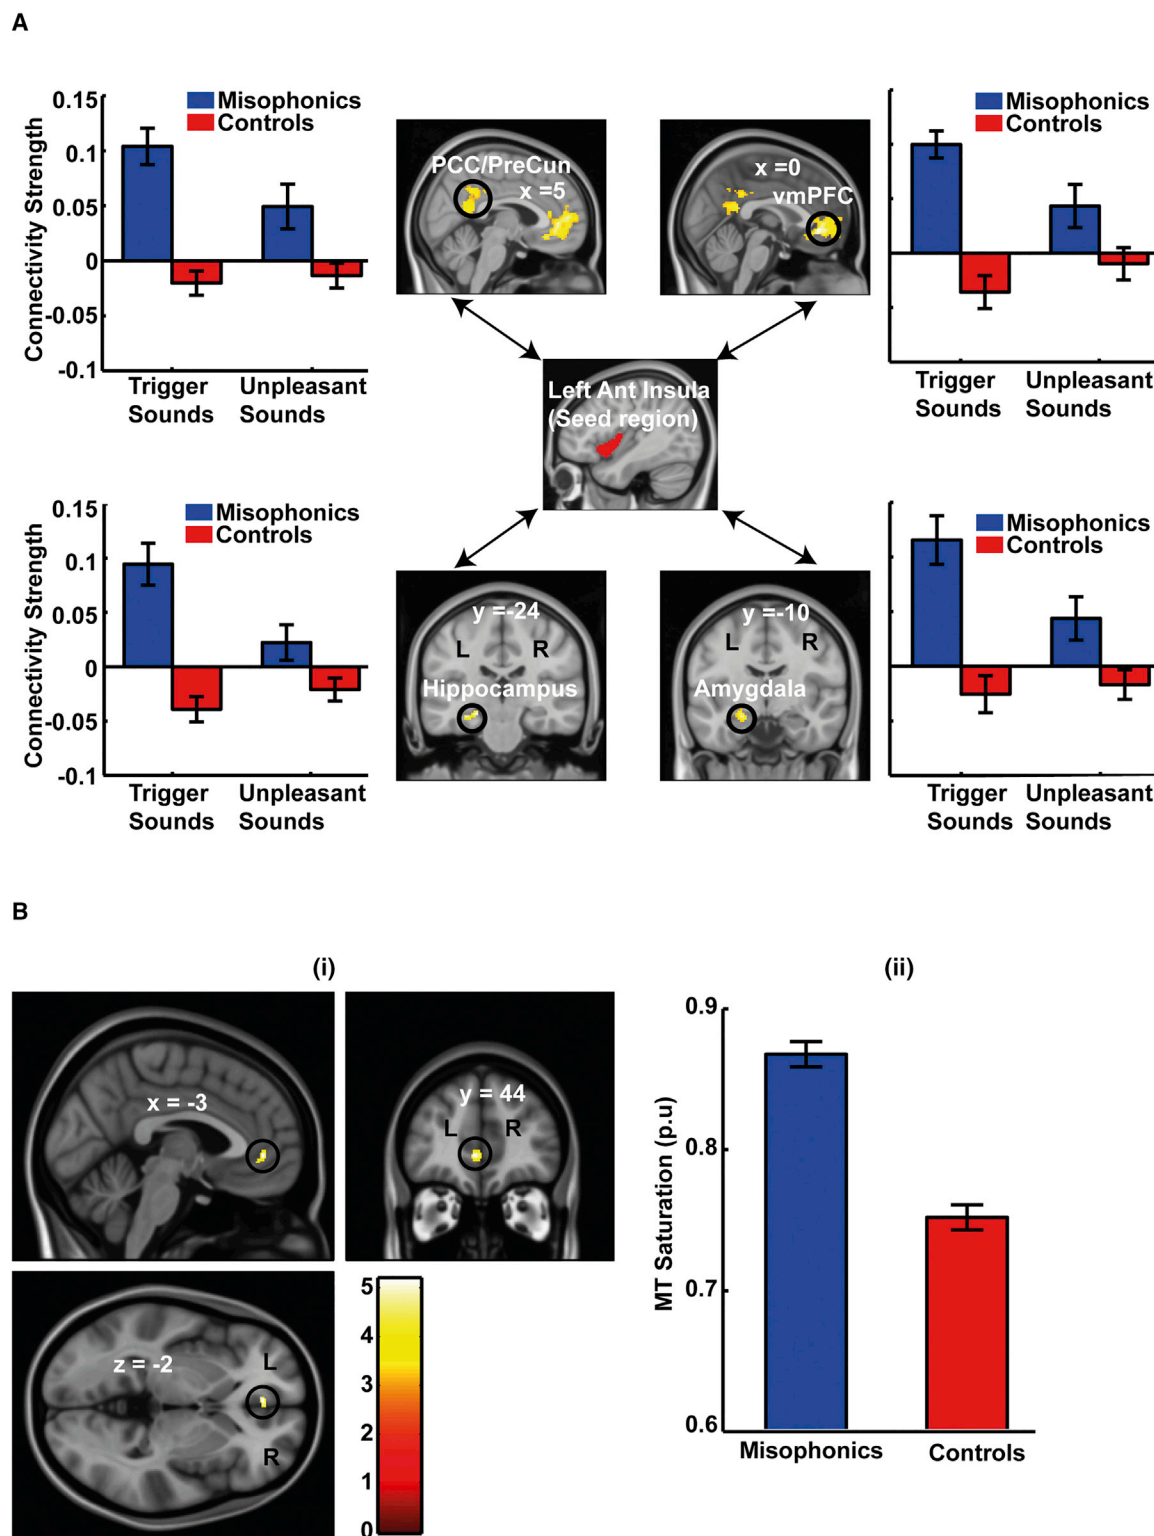 A
0.15
0.1
0.05
0
-0.05
-0.1
Connectivity Strength
Misophonics
Controls
Trigger Sounds
Unpleasant Sounds
PCC/PreCun
x =5
x =0
vmPFC
Misophonics
Controls
Trigger Sounds
Unpleasant Sounds
Left Ant Insula
(Seed region)
0.15
0.1
0.05
0
-0.05
-0.1
Connectivity Strength
Misophonics
Controls
Trigger Sounds
Unpleasant Sounds
y =-24
L R
Hippocampus
y =-10
L R
Amygdala
Misophonics
Controls
Trigger Sounds
Unpleasant Sounds
B
(i)
x = -3
y = 44
L R
z = -2
L
R
5
4
3
2
1
0
(ii)
0.9
0.8
0.7
0.6
MT Saturation (p.u)
Misophonics
Controls